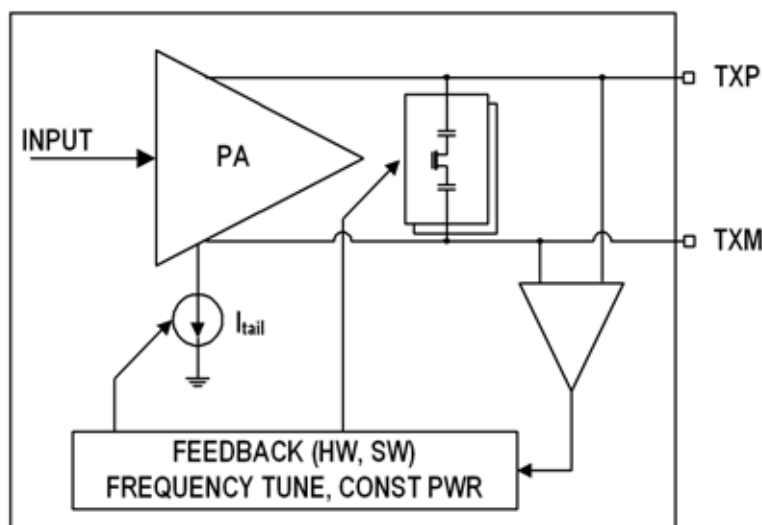 TXP
INPUT
PA
TXM
Itail
FEEDBACK (HW, SW)
FREQUENCY TUNE, CONST PWR